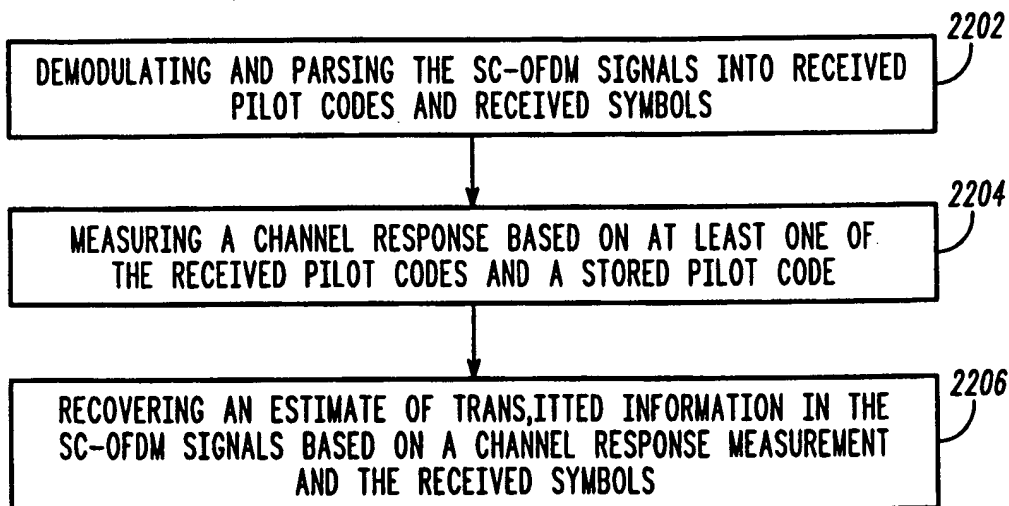 2202
DEMODULATING AND PARSING THE SC-OFDM SIGNALS INTO RECEIVED
PILOT CODES AND RECEIVED SYMBOLS
2204
MEASURING A CHANNEL RESPONSE BASED ON AT LEAST ONE OF
THE RECEIVED PILOT CODES AND A STORED PILOT CODE
2206
RECOVERING AN ESTIMATE OF TRANS,ITTED INFORMATION IN THE
SC-OFDM SIGNALS BASED ON A CHANNEL RESPONSE MEASUREMENT
AND THE RECEIVED SYMBOLS